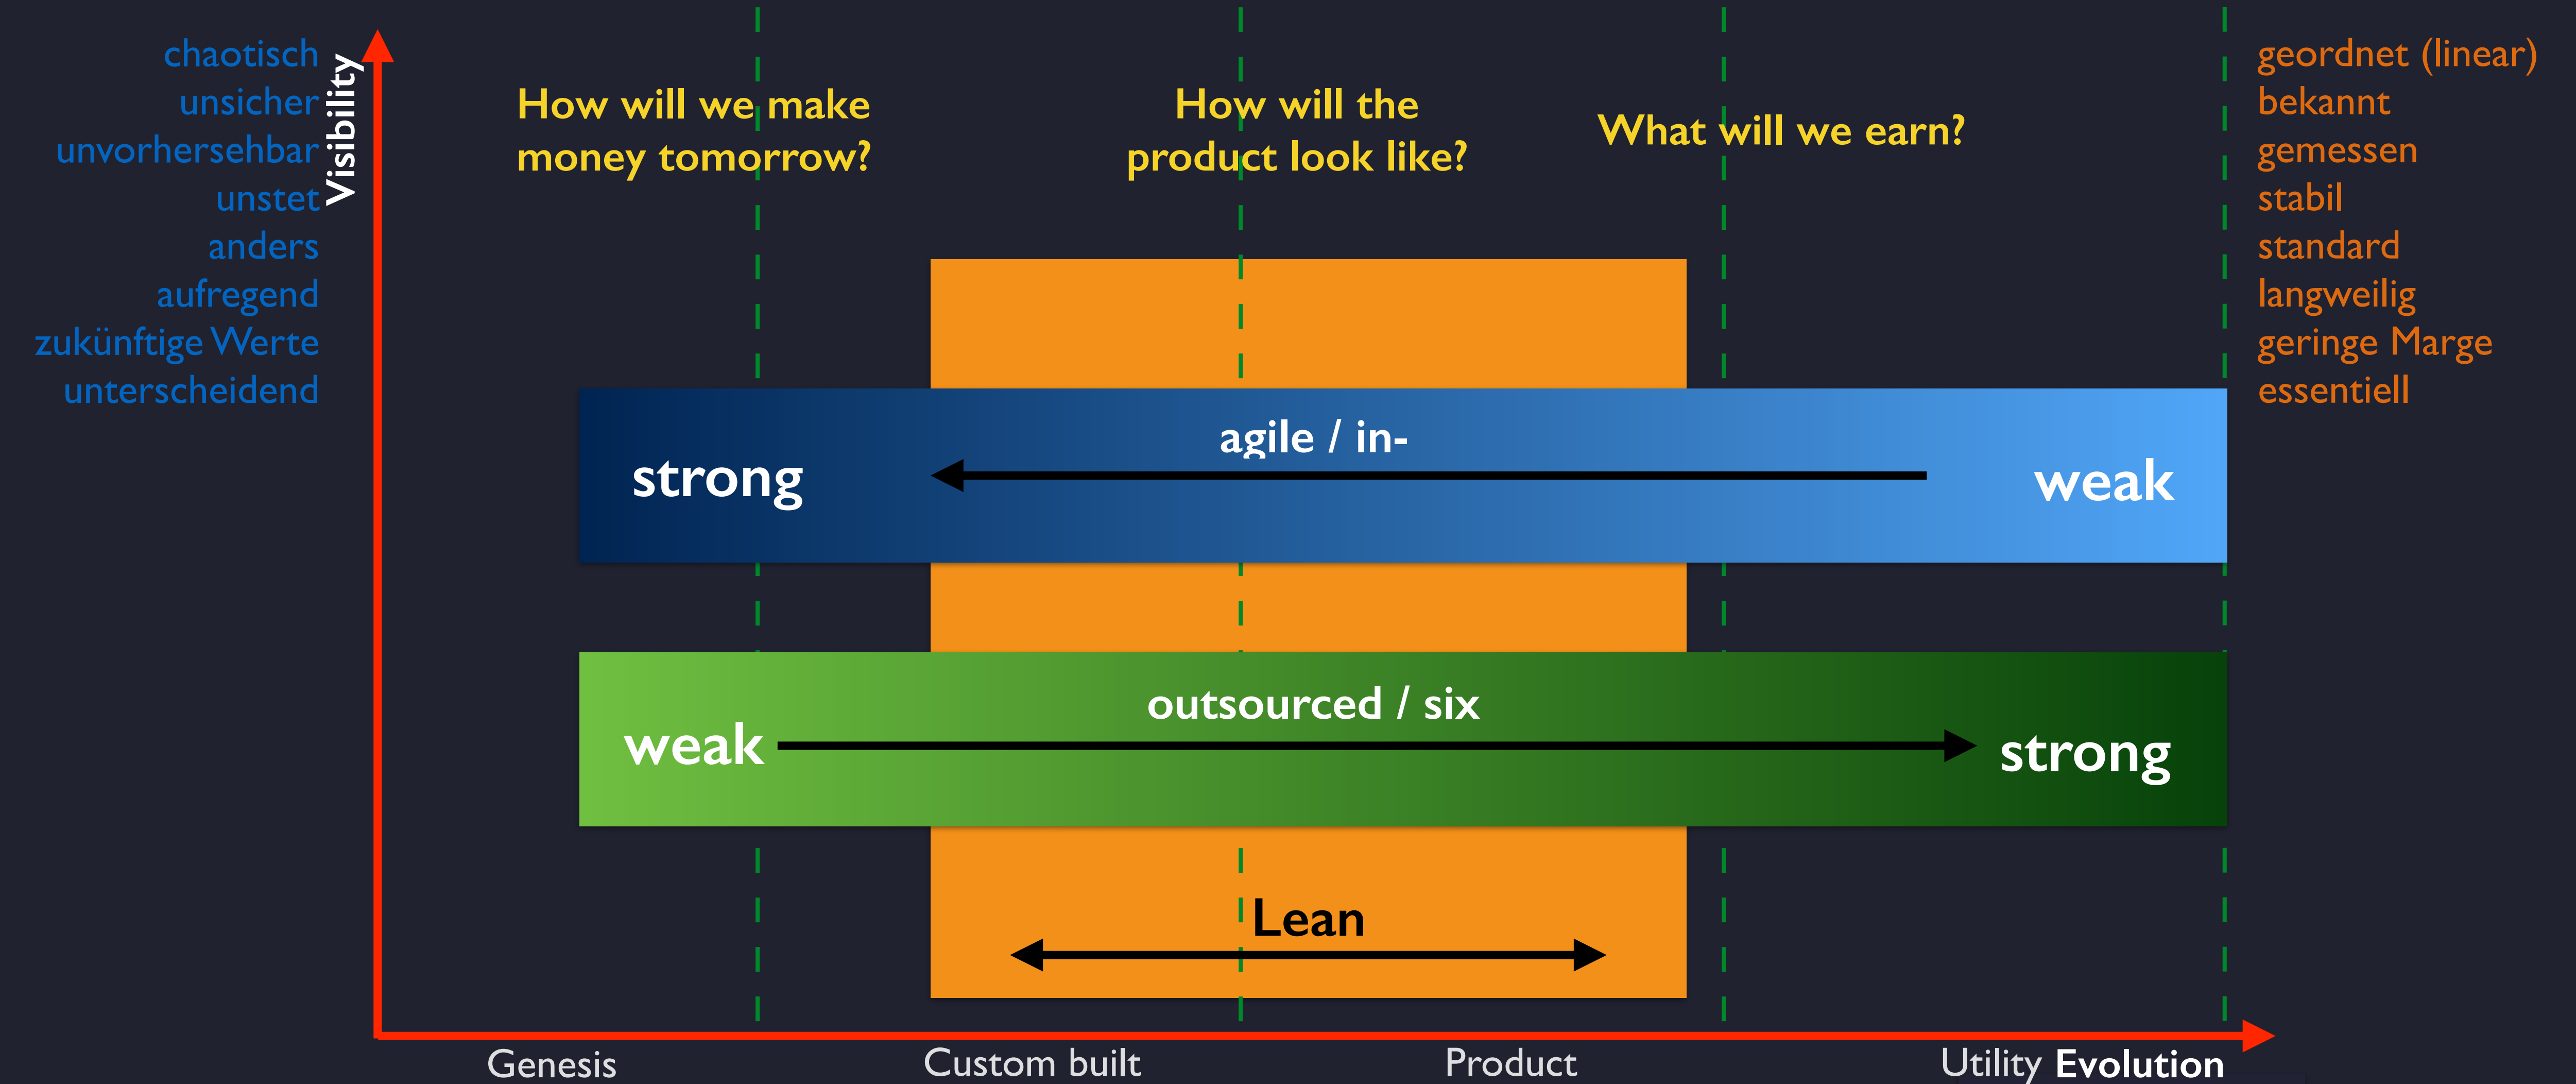 chaotisch
unsicher
unvorhersehbar
unstet
anders
aufregend
zukünftige Werte
unterscheidend
Visibility
How will we make
money tomorrow?
How will the
product look like?
What will we earn?
geordnet (linear)
bekannt
gemessen
stabil
standard
langweilig
geringe Marge
essentiell
agile / in-
strong
weak
outsourced / six
weak
strong
Lean
Genesis
Custom built
Product
Utility
Evolution